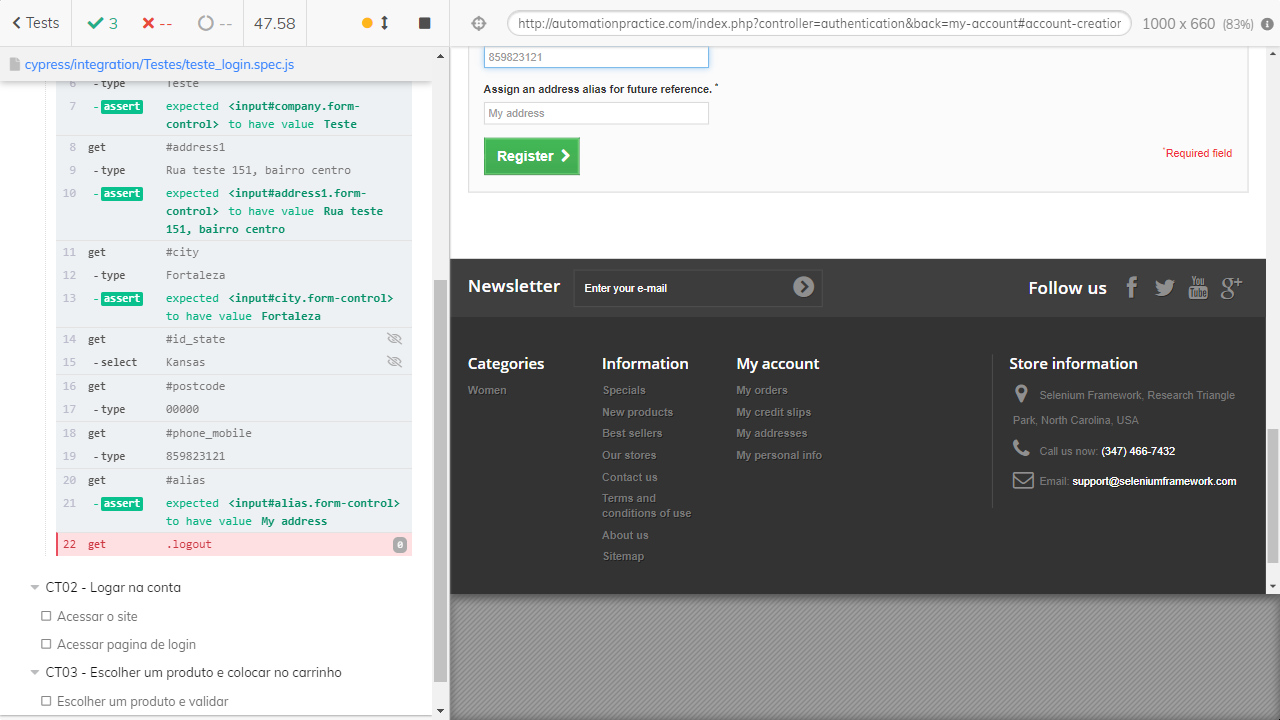 Tests
3
--
--
47.58
http://automationpractice.com/index.php?controller=authentication&back=my-account#account-creation
1000 x 660 (83%)
cypress/integration/Testes/teste_login.spec.js
6 -type Teste
7 -assert expected <input#company.form-
control> to have value Teste
8 get #address1
9 -type Rua teste 151, bairro centro
10 -assert expected <input#address1.form-
control> to have value Rua teste
151, bairro centro
11 get #city
12 -type Fortaleza
13 -assert expected <input#city.form-control>
to have value Fortaleza
14 get #id_state
15 -select Kansas
16 get #postcode
17 -type 00000
18 get #phone_mobile
19 -type 859823121
20 get #alias
21 -assert expected <input#alias.form-control>
to have value My address
22 get .logout 0
CT02 - Logar na conta
Acessar o site
Acessar pagina de login
CT03 - Escolher um produto e colocar no carrinho
Escolher um produto e validar
859823121
Assign an address alias for future reference. *
My address
Register
*Required field
Newsletter
Enter your e-mail
Follow us
You
Tube
g+
Categories
Women
Information
Specials
New products
Best sellers
Our stores
Contact us
Terms and
conditions of use
About us
Sitemap
My account
My orders
My credit slips
My addresses
My personal info
Store information
Selenium Framework, Research Triangle
Park, North Carolina, USA
Call us now: (347) 466-7432
Email: support@seleniumframework.com